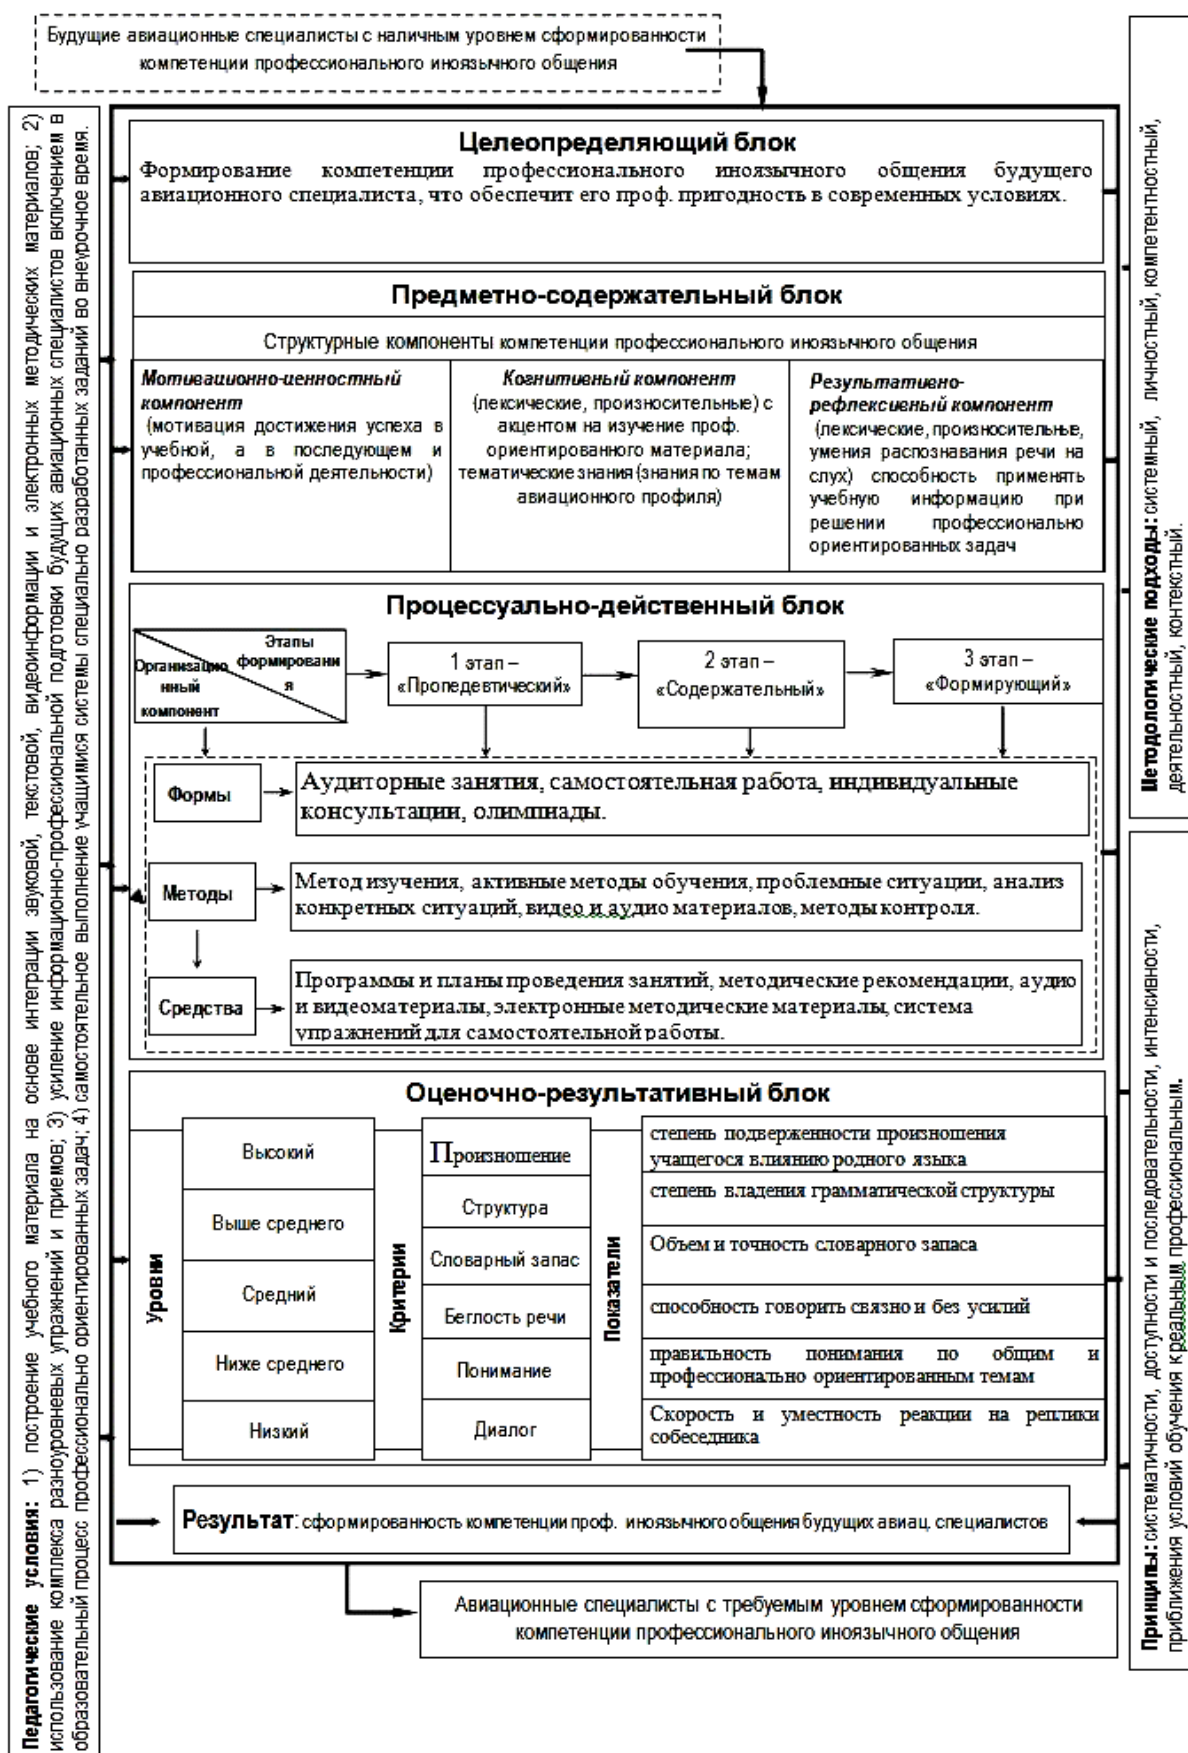 Будущие авиационные специалисты с наличным уровнем сформированности
компетенции профессионального иноязычного общения
Педагогические условия: 1) построение учебного материала на основе интеграции звуковой, текстовой, видеоинформации и электронных методических материалов; 2)
использование комплекса разноуровневых упражнений и приемов; 3) усиление информационно-профессиональной подготовки будущих авиационных специалистов включением в
образовательный процесс профессионально ориентированных задач; 4) самостоятельное выполнение учащимися системы специально разработанных заданий во внеурочное время.
Целеопределяющий блок
Формирование компетенции профессионального иноязычного общения будущего
авиационного специалиста, что обеспечит его проф. пригодность в современных условиях.
Предметно-содержательный блок
Структурные компоненты компетенции профессионального иноязычного общения
Мотивационно-ценностный
компонент
(мотивация достижения успеха в
учебной, а в последующем и
профессиональной деятельности)
Когнитивный компонент
(лексические, произносительные) с
акцентом на изучение проф.
ориентированного материала;
тематические знания (знания по темам
авиационного профиля)
Результативно-
рефлексивный компонент
(лексические, произносительные,
умения распознавания речи на
слух) способность применять
учебную информацию при
решении профессионально
ориентированных задач
Процессуально-действенный блок
Этапы
формировани
я
Организацио
нный
компонент
1 этап –
«Пропедевтический»
2 этап –
«Содержательный»
3 этап –
«Формирующий»
Формы
Аудиторные занятия, самостоятельная работа, индивидуальные
консультации, олимпиады.
Методы
Метод изучения, активные методы обучения, проблемные ситуации, анализ
конкретных ситуаций, видео и аудио материалов, методы контроля.
Средства
Программы и планы проведения занятий, методические рекомендации, аудио
и видеоматериалы, электронные методические материалы, система
упражнений для самостоятельной работы.
Оценочно-результативный блок
Уровни
Высокий
Выше среднего
Средний
Ниже среднего
Низкий
Критерии
Произношение
Структура
Словарный запас
Беглость речи
Понимание
Диалог
Показатели
степень подверженности произношения
учащегося влиянию родного языка
степень владения грамматической структуры
Объем и точность словарного запаса
способность говорить связно и без усилий
правильность понимания по общим и
профессионально ориентированным темам
Скорость и уместность реакции на реплики
собеседника
Результат: сформированность компетенции проф. иноязычного общения будущих авиац. специалистов
Авиационные специалисты с требуемым уровнем сформированности
компетенции профессионального иноязычного общения
Методологические подходы: системный, личностный, компетентностный,
деятельностный, контекстный.
Принципы: систематичности, доступности и последовательности, интенсивности,
приближения условий обучения к реальным профессиональным.